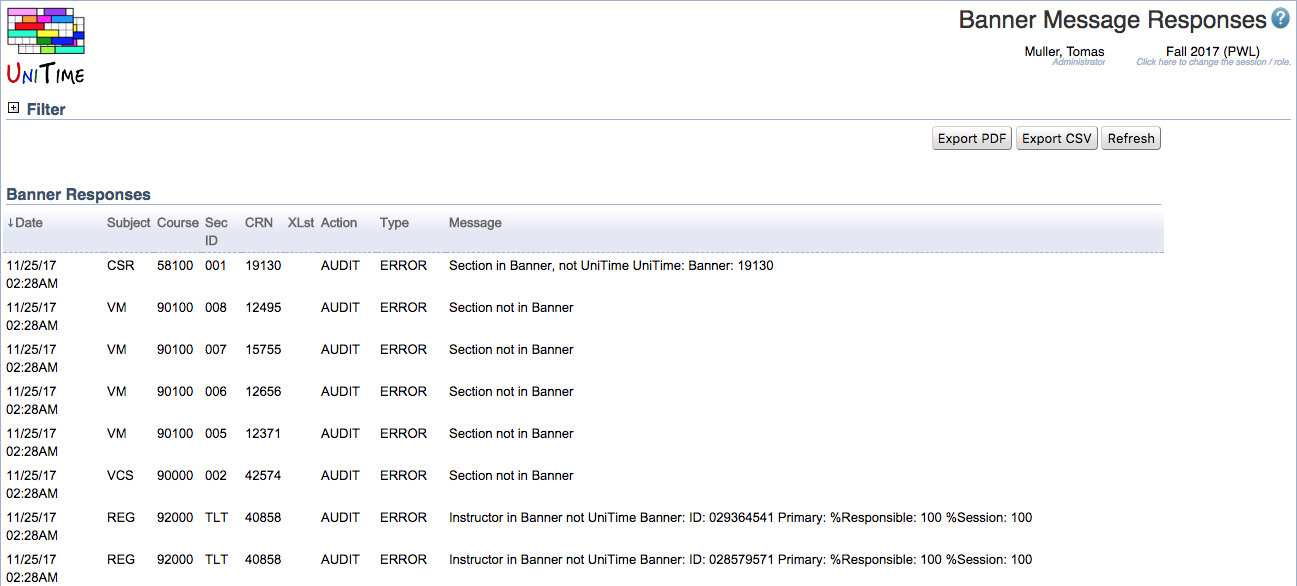 Banner Message Responses ?
UNITIME
Muller, Tomas
Administrator
Fall 2017 (PWL)
Click here to change the session / role.
Filter
Export PDF Export CSV Refresh
Banner Responses
↓Date Subject Course Sec ID CRN XLst Action Type Message
11/25/17 02:28AM CSR 58100 001 19130 AUDIT ERROR Section in Banner, not UniTime UniTime: Banner: 19130
11/25/17 02:28AM VM 90100 008 12495 AUDIT ERROR Section not in Banner
11/25/17 02:28AM VM 90100 007 15755 AUDIT ERROR Section not in Banner
11/25/17 02:28AM VM 90100 006 12656 AUDIT ERROR Section not in Banner
11/25/17 02:28AM VM 90100 005 12371 AUDIT ERROR Section not in Banner
11/25/17 02:28AM VCS 90000 002 42574 AUDIT ERROR Section not in Banner
11/25/17 02:28AM REG 92000 TLT 40858 AUDIT ERROR Instructor in Banner not UniTime Banner: ID: 029364541 Primary: %Responsible: 100 %Session: 100
11/25/17 02:28AM REG 92000 TLT 40858 AUDIT ERROR Instructor in Banner not UniTime Banner: ID: 028579571 Primary: %Responsible: 100 %Session: 100